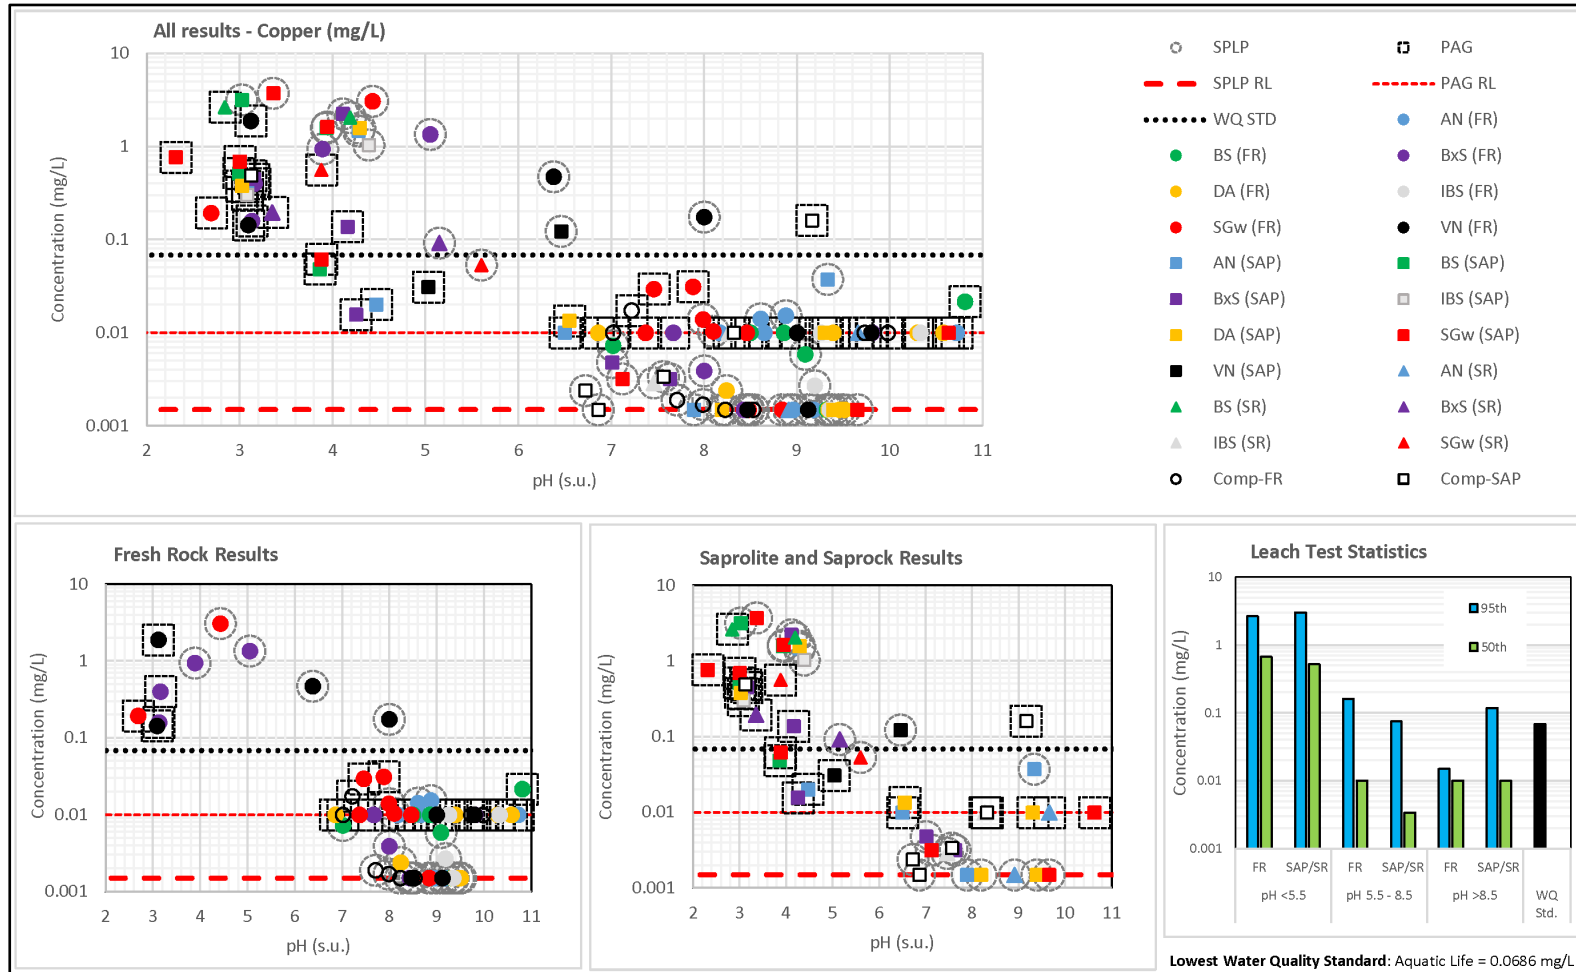 All results - Copper (mg/L)
Concentration (mg/L)
10
1
0.1
0.01
0.001
2 3 4 5 6 7 8 9 10 11
pH (s.u.)
SPLP PAG
SPLP RL PAG RL
WQ STD AN (FR)
BS (FR) BxS (FR)
DA (FR) IBS (FR)
SGw (FR) VN (FR)
AN (SAP) BS (SAP)
BxS (SAP) IBS (SAP)
DA (SAP) SGw (SAP)
VN (SAP) AN (SR)
BS (SR) BxS (SR)
IBS (SR) SGw (SR)
Comp-FR Comp-SAP
Fresh Rock Results
Concentration (mg/L)
10
1
0.1
0.01
0.001
2 3 4 5 6 7 8 9 10 11
pH (s.u.)
Saprolite and Saprock Results
Concentration (mg/L)
10
1
0.1
0.01
0.001
2 3 4 5 6 7 8 9 10 11
pH (s.u.)
Leach Test Statistics
Concentration (mg/L)
10
1
0.1
0.01
0.001
95th
50th
FR SAP/SR FR SAP/SR FR SAP/SR WQ
pH <5.5 pH 5.5 - 8.5 pH >8.5 Std.
Lowest Water Quality Standard: Aquatic Life = 0.0686 mg/L